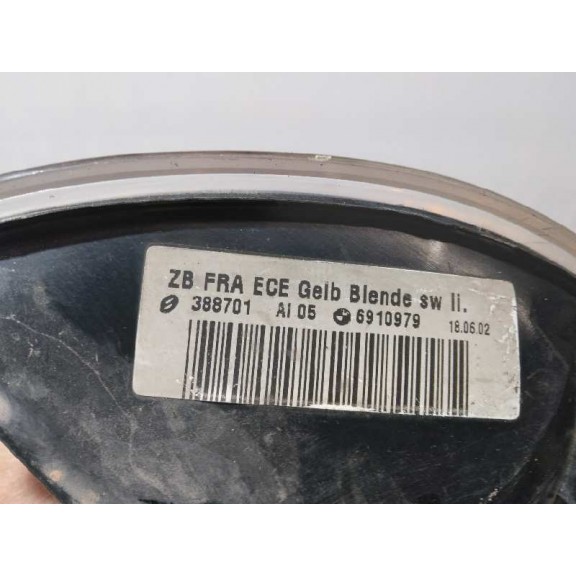 ZB FRA ECE Gelb Blende sw li.
388701 AI 05 6910979 18.06.02